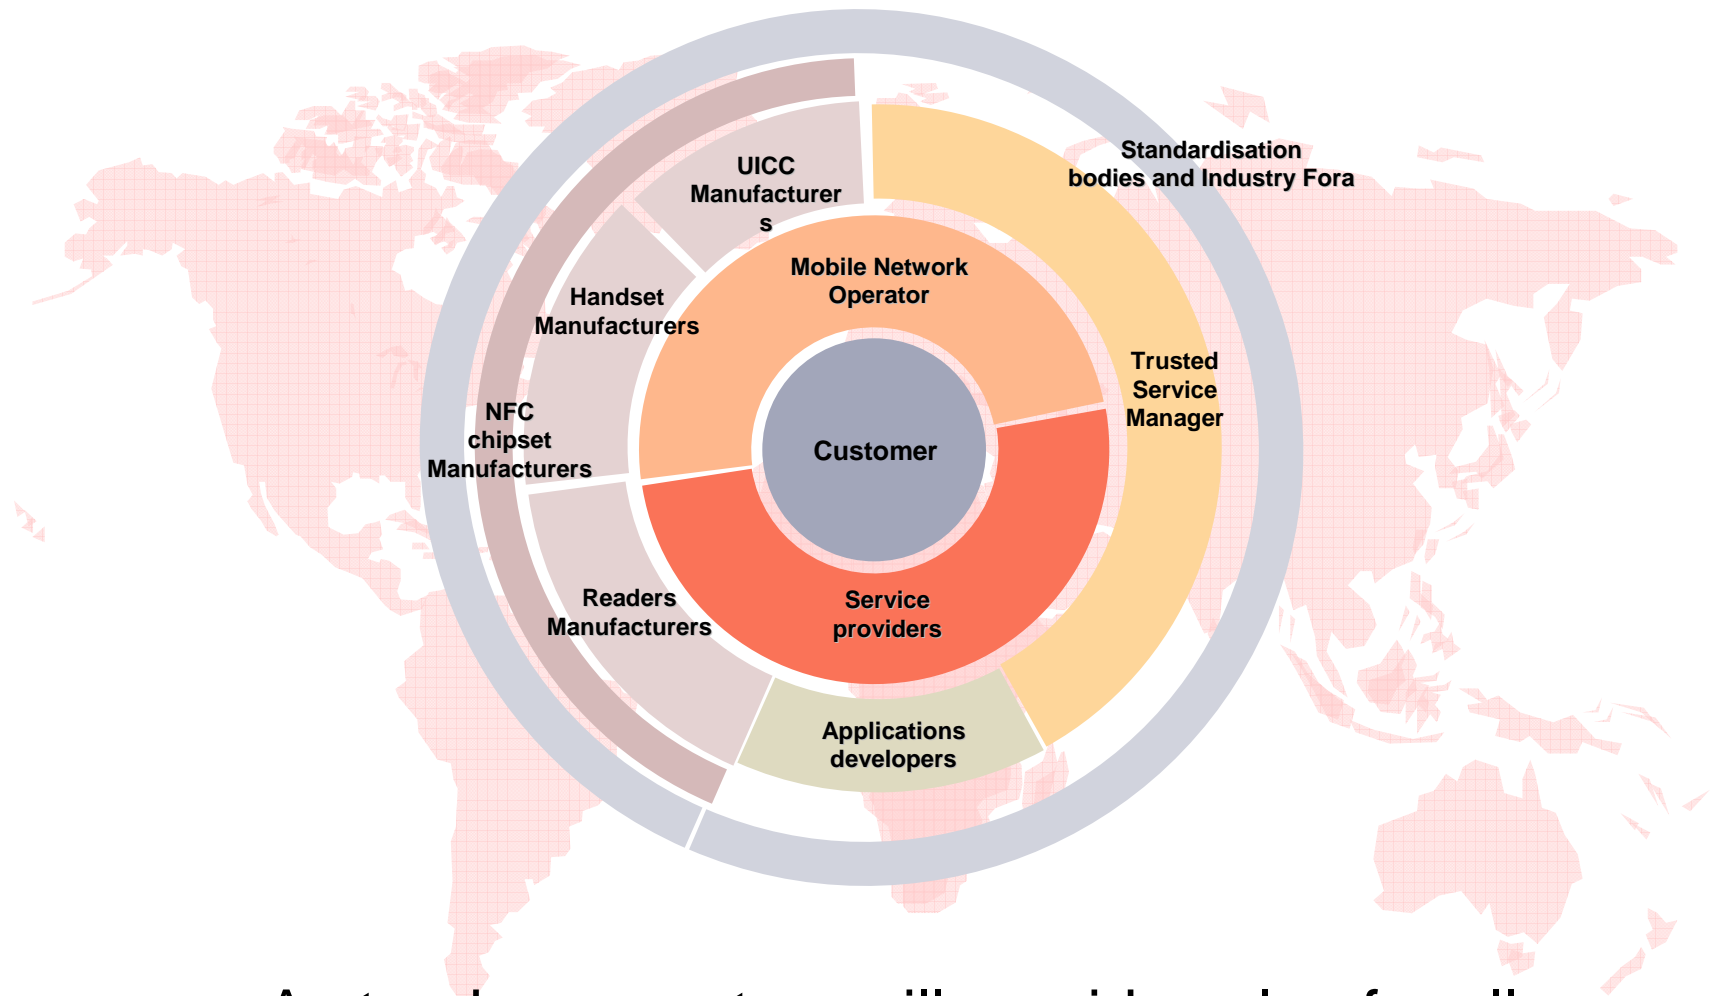 UICC
Manufacturer
s
Standardisation
bodies and Industry Fora
Mobile Network
Operator
Handset
Manufacturers
Trusted
Service
Manager
NFC
chipset
Manufacturers
Customer
Readers
Manufacturers
Service
providers
Applications
developers